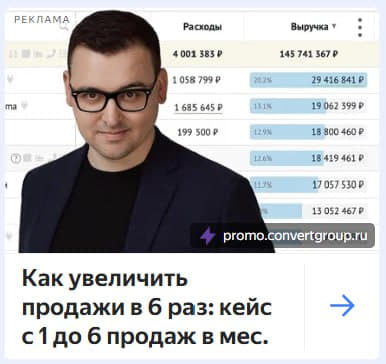 РЕКЛАМА
Расходы Выручка
4 001 383 ₽ 145 741 367 ₽
1 058 799 ₽ 20.2% 29 416 841 ₽
1 685 645 ₽ 13.1% 19 062 399 ₽
199 500 ₽ 12.9% 18 800 460 ₽
12.6% 18 419 461 ₽
11.7% 17 057 530 ₽
13 052 467 ₽
promo.convertgroup.ru
Как увеличить
продажи в 6 раз: кейс
с 1 до 6 продаж в мес.